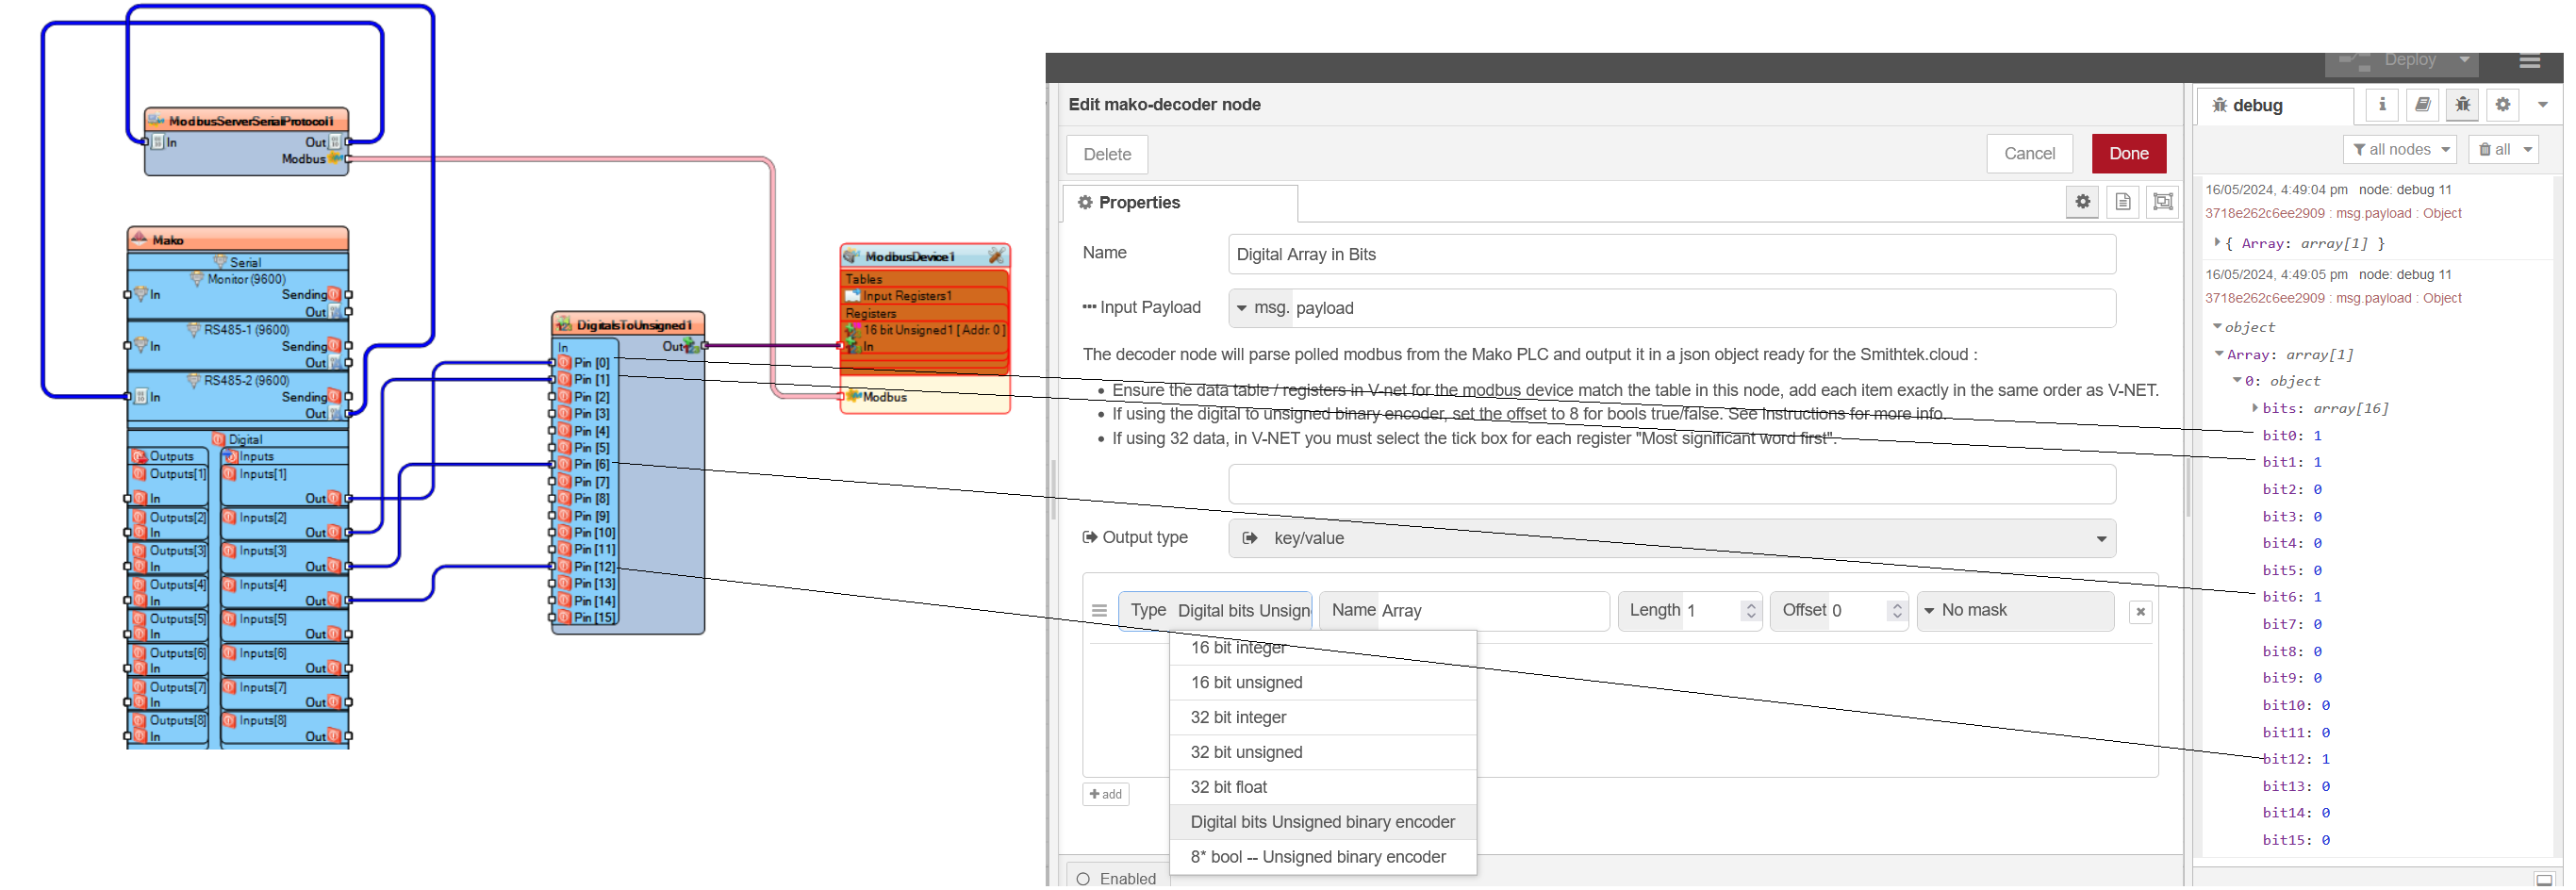 ModbusServerSerialProtocol1
In
Out
Modbus
Mako
Serial
Monitor (9600)
In
Sending
Out
RS485-1 (9600)
In
Sending
Out
RS485-2 (9600)
In
Sending
Out
Digital
Outputs
Inputs
Outputs[1]
Inputs[1]
In
Out
Outputs[2]
Inputs[2]
In
Out
Outputs[3]
Inputs[3]
In
Out
Outputs[4]
Inputs[4]
In
Out
Outputs[5]
Inputs[5]
In
Out
Outputs[6]
Inputs[6]
In
Out
Outputs[7]
Inputs[7]
In
Out
Outputs[8]
Inputs[8]
In
Out
DigitalsToUnsigned1
In
Out
Pin [0]
Pin [1]
Pin [2]
Pin [3]
Pin [4]
Pin [5]
Pin [6]
Pin [7]
Pin [8]
Pin [9]
Pin [10]
Pin [11]
Pin [12]
Pin [13]
Pin [14]
Pin [15]
ModbusDevice1
Tables
Input Registers1
Registers
16 bit Unsigned1 [ Addr: 0 ]
In
Modbus
Deploy
Edit mako-decoder node
Delete
Cancel
Done
Properties
Name
Digital Array in Bits
Input Payload
msg. payload
The decoder node will parse polled modbus from the Mako PLC and output it in a json object ready for the Smithtek.cloud :
• Ensure the data table / registers in V-net for the modbus device match the table in this node, add each item exactly in the same order as V-NET.
• If using the digital to unsigned binary encoder, set the offset to 8 for bools true/false. See Instructions for more info.
• If using 32 data, in V-NET you must select the tick box for each register "Most significant word first".
Output type
key/value
Type Digital bits Unsign
Name Array
Length 1
Offset 0
No mask
16 bit integer
16 bit unsigned
32 bit integer
32 bit unsigned
32 bit float
Digital bits Unsigned binary encoder
8* bool -- Unsigned binary encoder
add
Enabled
debug
all nodes
all
16/05/2024, 4:49:04 pm node: debug 11
3718e262c6ee2909 : msg.payload : Object
{ Array: array[1] }
16/05/2024, 4:49:05 pm node: debug 11
3718e262c6ee2909 : msg.payload : Object
object
Array: array[1]
0: object
bits: array[16]
bit0: 1
bit1: 1
bit2: 0
bit3: 0
bit4: 0
bit5: 0
bit6: 1
bit7: 0
bit8: 0
bit9: 0
bit10: 0
bit11: 0
bit12: 1
bit13: 0
bit14: 0
bit15: 0